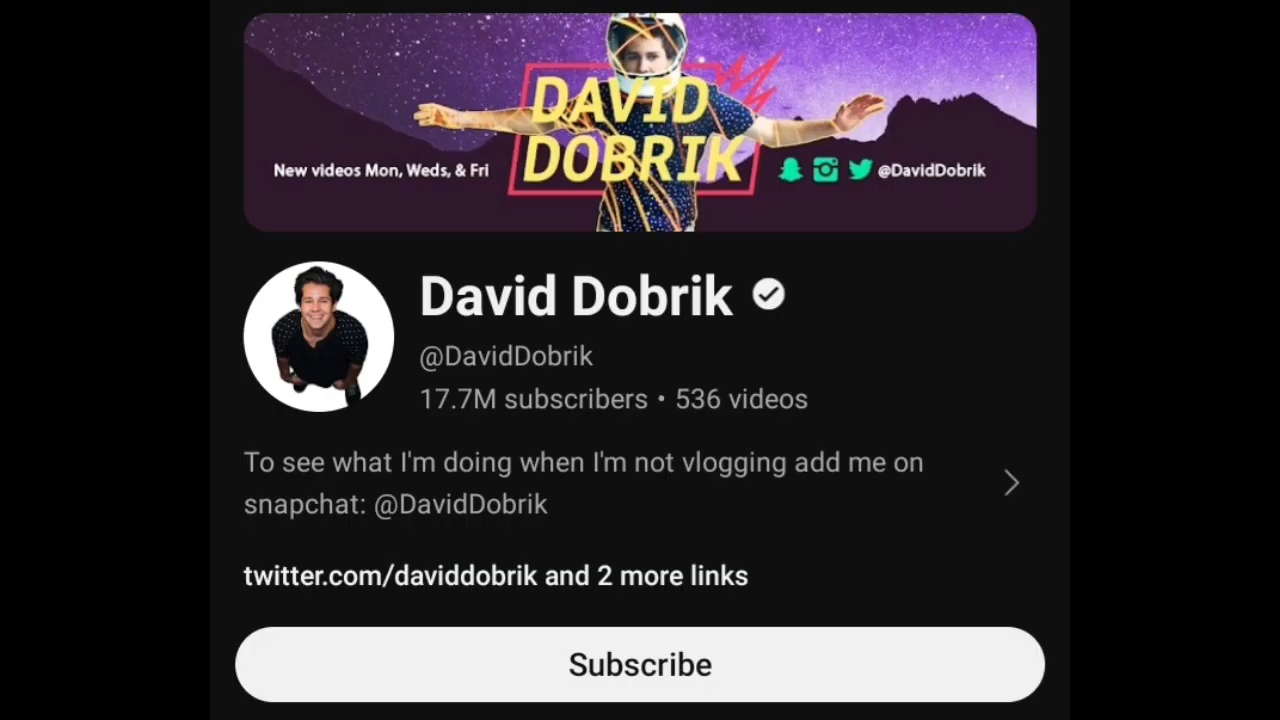 DAVID
DOBRIK
New videos Mon, Weds, & Fri
@DavidDobrik
David Dobrik
@DavidDobrik
17.7M subscribers • 536 videos
To see what I'm doing when I'm not vlogging add me on
snapchat: @DavidDobrik
twitter.com/daviddobrik and 2 more links
Subscribe